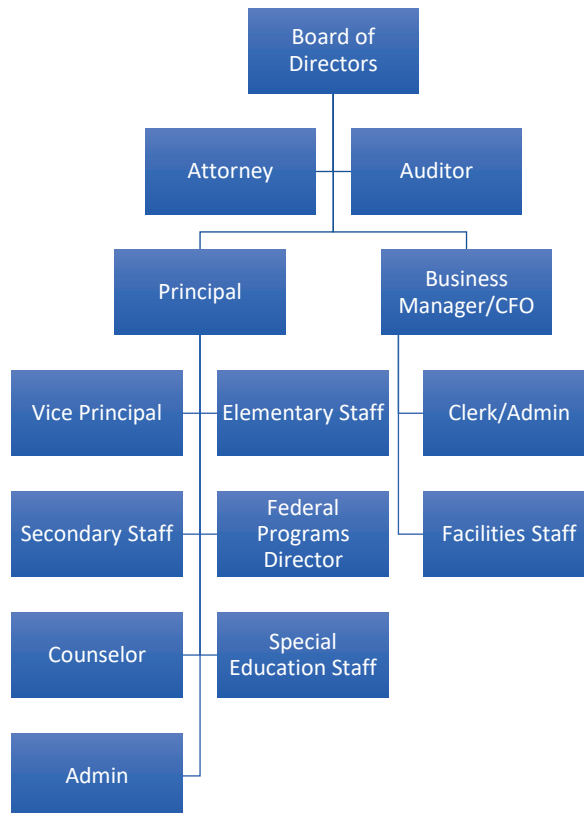 Board of
Directors
Attorney
Auditor
Principal
Business
Manager/CFO
Vice Principal
Elementary Staff
Clerk/Admin
Secondary Staff
Federal
Programs
Director
Facilities Staff
Counselor
Special
Education Staff
Admin